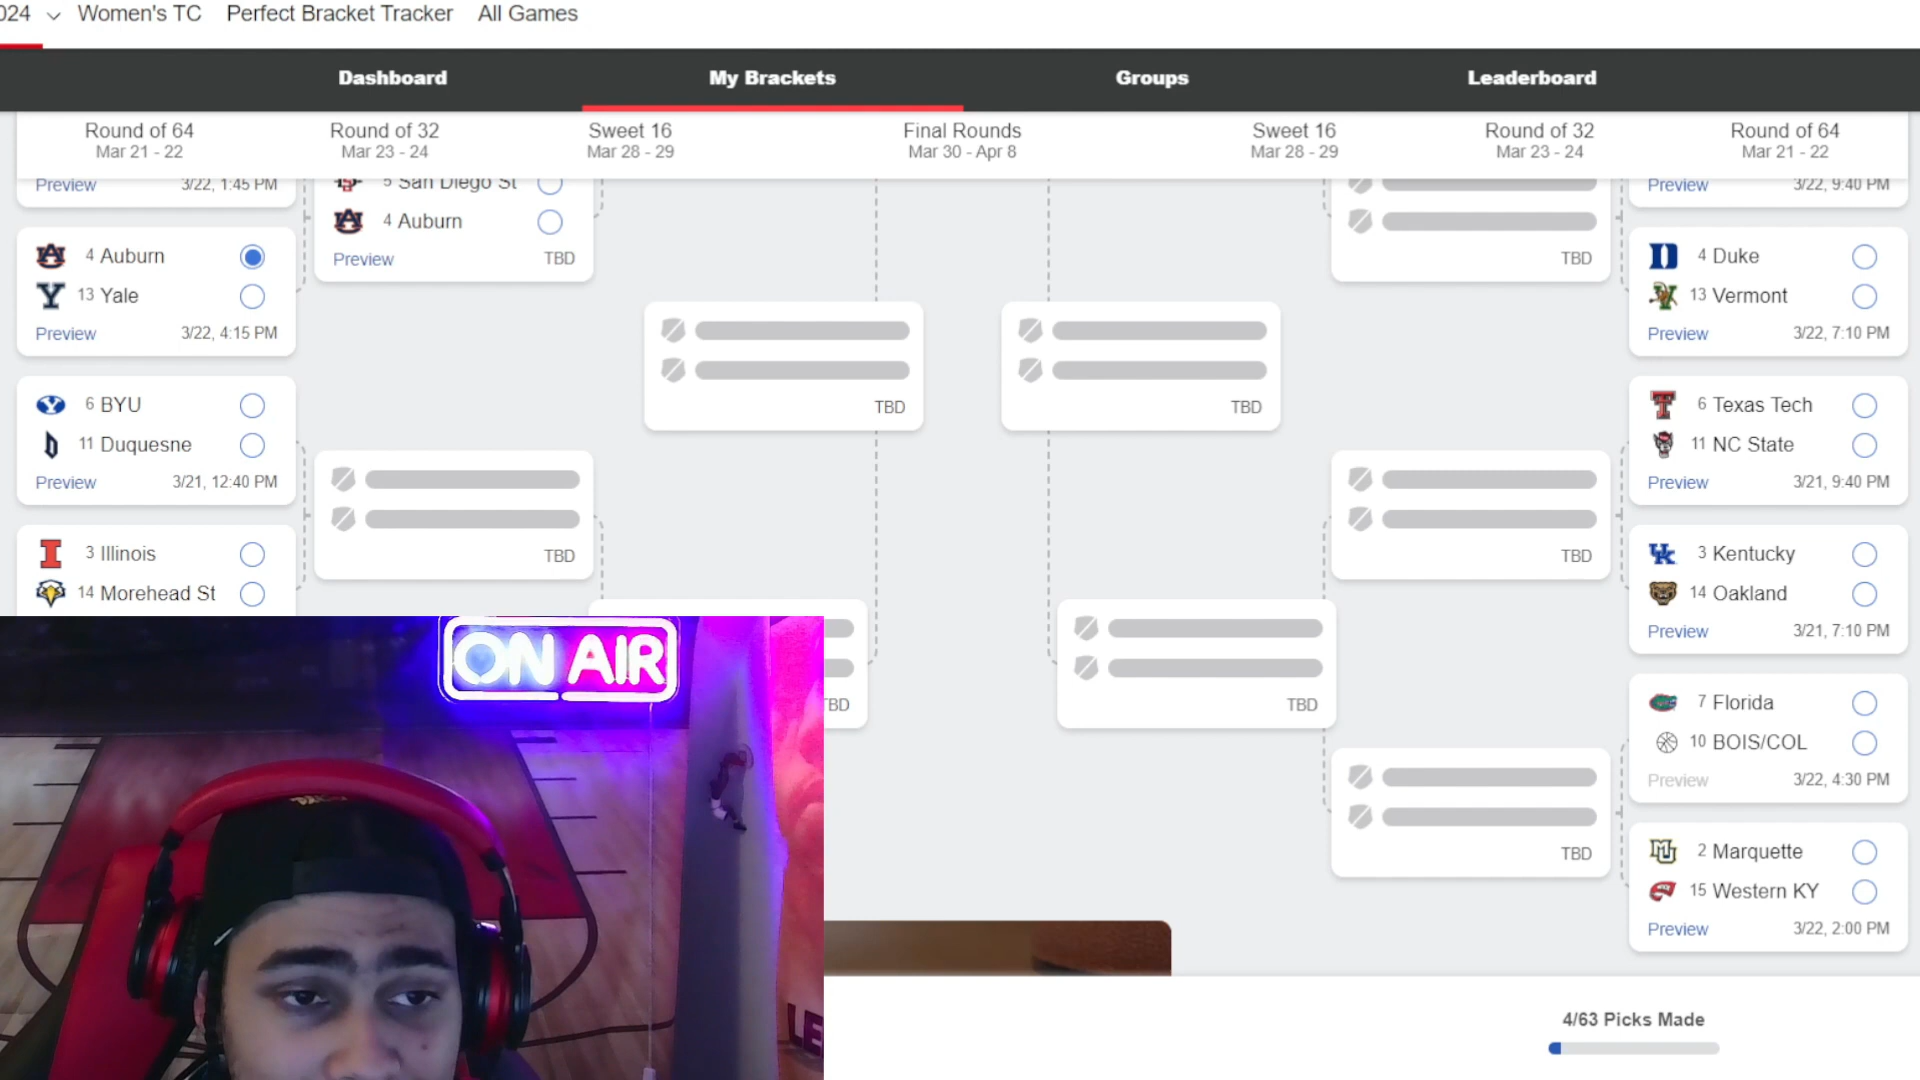 024 Women's TC Perfect Bracket Tracker All Games
Dashboard My Brackets Groups Leaderboard
Round of 64 Round of 32 Sweet 16 Final Rounds Sweet 16 Round of 32 Round of 64
Mar 21 - 22 Mar 23 - 24 Mar 28 - 29 Mar 30 - Apr 8 Mar 28 - 29 Mar 23 - 24 Mar 21 - 22
Preview 3/22, 1:45 PM
4 Auburn
13 Yale
Preview 3/22, 4:15 PM
6 BYU
11 Duquesne
Preview 3/21, 12:40 PM
3 Illinois
14 Morehead St
5 San Diego St
4 Auburn
Preview TBD
TBD
TBD
TBD
TBD
TBD
TBD
TBD
TBD
Preview 3/22, 9:40 PM
4 Duke
13 Vermont
Preview 3/22, 7:10 PM
6 Texas Tech
11 NC State
Preview 3/21, 9:40 PM
3 Kentucky
14 Oakland
Preview 3/21, 7:10 PM
7 Florida
10 BOIS/COL
Preview 3/22, 4:30 PM
2 Marquette
15 Western KY
Preview 3/22, 2:00 PM
ON AIR
LE
4/63 Picks Made